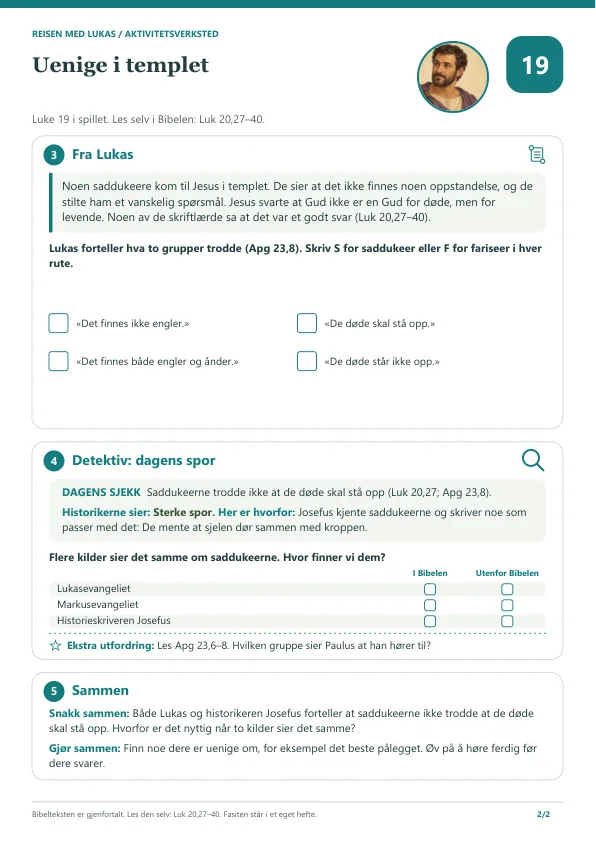 REISEN MED LUKAS / AKTIVITETSVERKSTED
Uenige i templet
19
Luke 19 i spillet. Les selv i Bibelen: Luk 20,27–40.
3 Fra Lukas
Noen saddukeere kom til Jesus i templet. De sier at det ikke finnes noen oppstandelse, og de
stilte ham et vanskelig spørsmål. Jesus svarte at Gud ikke er en Gud for døde, men for
levende. Noen av de skriftlærde sa at det var et godt svar (Luk 20,27–40).
Lukas forteller hva to grupper trodde (Apg 23,8). Skriv S for saddukeer eller F for fariseer i hver
rute.
«Det finnes ikke engler.» «De døde skal stå opp.»
«Det finnes både engler og ånder.» «De døde står ikke opp.»
4 Detektiv: dagens spor
DAGENS SJEKK Saddukeerne trodde ikke at de døde skal stå opp (Luk 20,27; Apg 23,8).
Historikerne sier: Sterke spor. Her er hvorfor: Josefus kjente saddukeerne og skriver noe som
passer med det: De mente at sjelen dør sammen med kroppen.
Flere kilder sier det samme om saddukeerne. Hvor finner vi dem?
I Bibelen Utenfor Bibelen
Lukasevangeliet
Markusevangeliet
Historieskriveren Josefus
Ekstra utfordring: Les Apg 23,6–8. Hvilken gruppe sier Paulus at han hører til?
5 Sammen
Snakk sammen: Både Lukas og historikeren Josefus forteller at saddukeerne ikke trodde at de døde
skal stå opp. Hvorfor er det nyttig når to kilder sier det samme?
Gjør sammen: Finn noe dere er uenige om, for eksempel det beste pålegget. Øv på å høre ferdig før
dere svarer.
Bibelteksten er gjenfortalt. Les den selv: Luk 20,27–40. Fasiten står i et eget hefte.
2/2